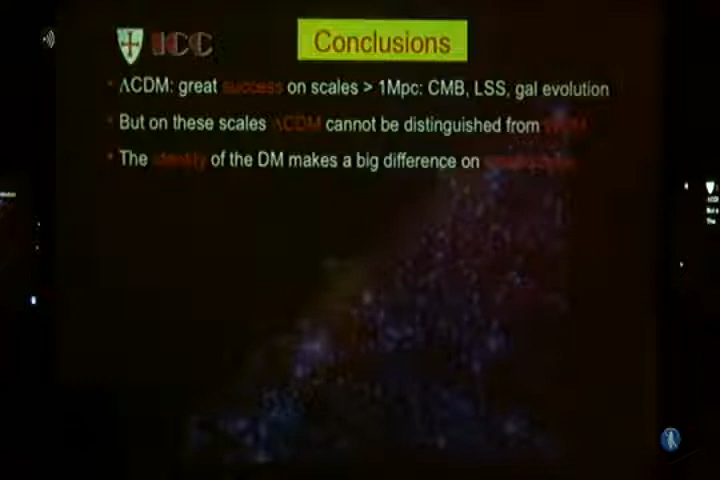 ICC
Conclusions
ΛCDM: great success on scales > 1Mpc: CMB, LSS, gal evolution
But on these scales ΛCDM cannot be distinguished from
The identity of the DM makes a big difference on